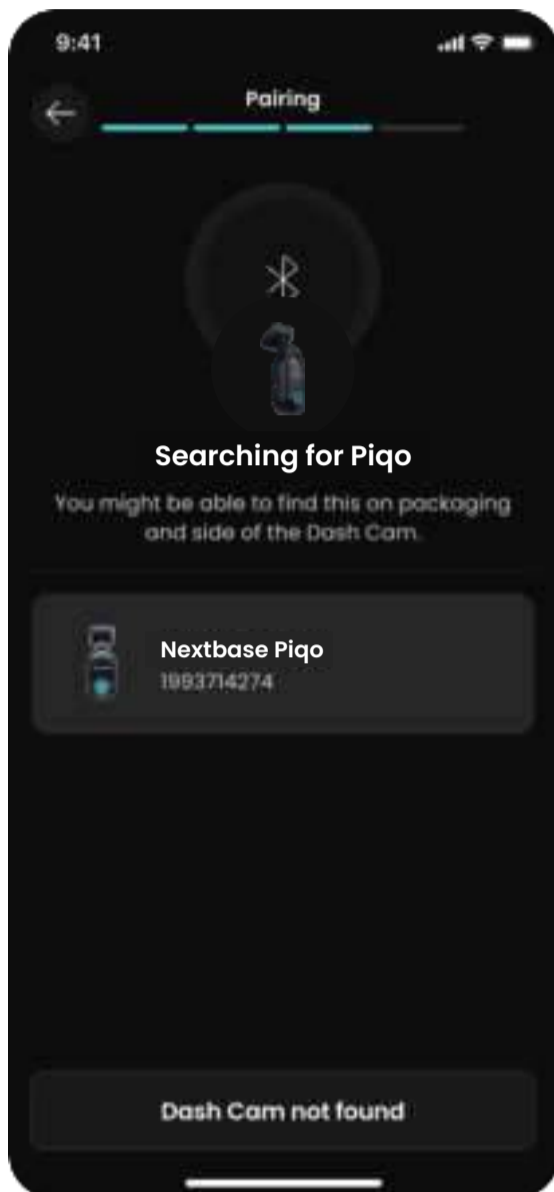 9:41
Pairing
Searching for Piqo
You might be able to find this on packaging
and side of the Dash Cam.
Nextbase Piqo
1993714274
Dash Cam not found